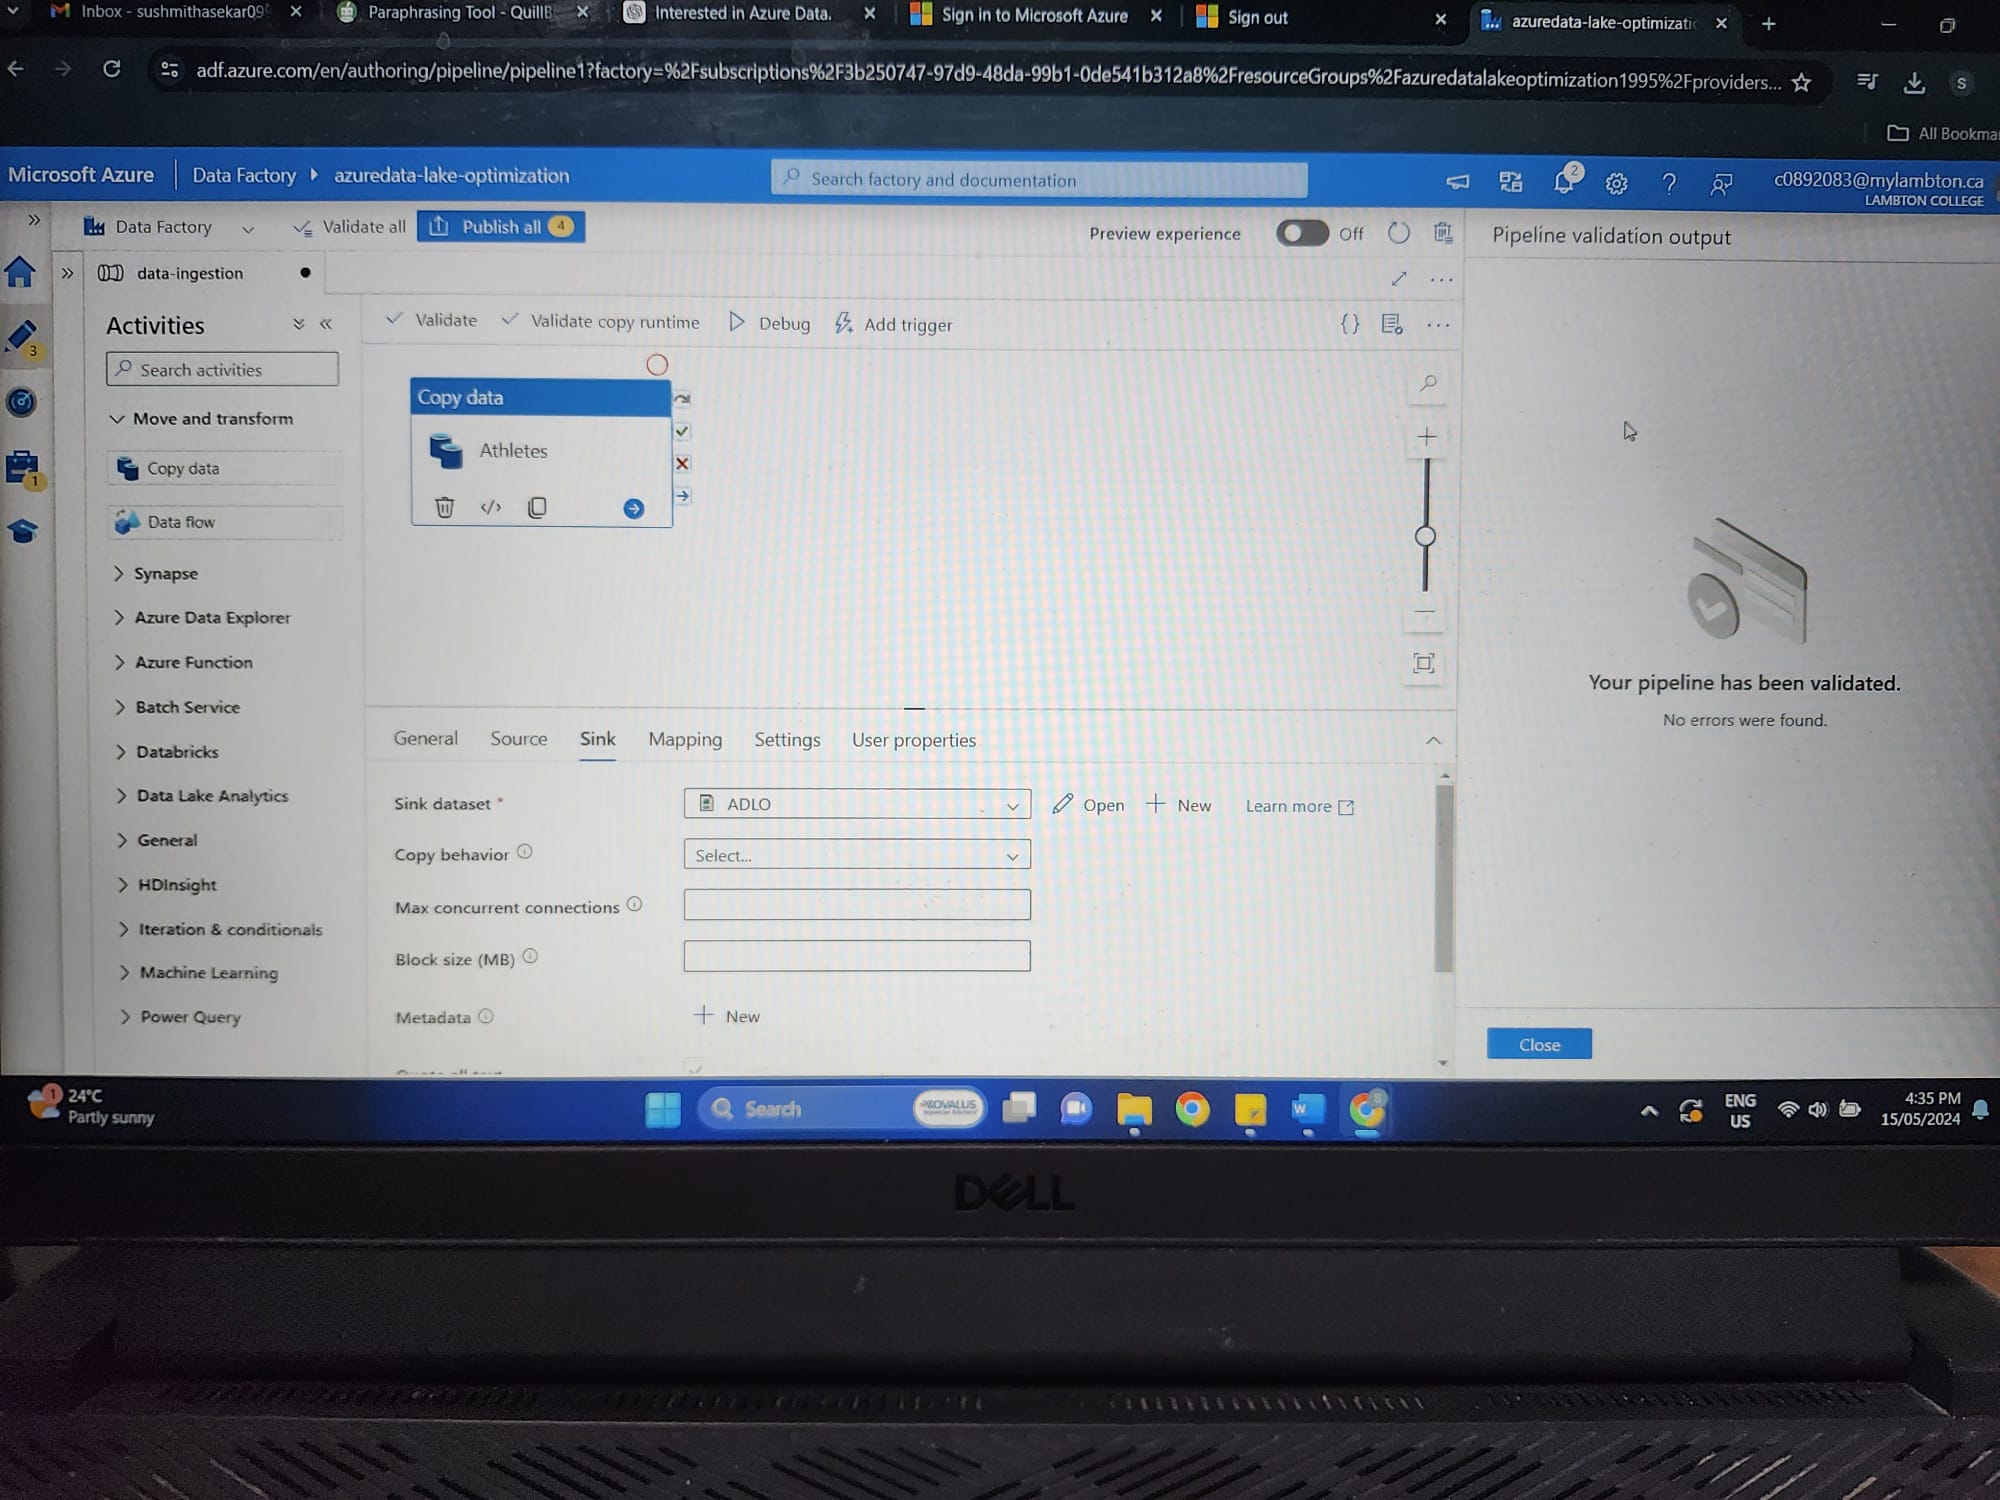 Inbox - sushmithasekar09
Paraphrasing Tool - QuillB
Interested in Azure Data.
Sign in to Microsoft Azure
Sign out
azuredata-lake-optimizatio
adf.azure.com/en/authoring/pipeline/pipeline1?factory=%2Fsubscriptions%2F3b250747-97d9-48da-99b1-0de541b312a8%2FresourceGroups%2Fazuredatalakeoptimization1995%2Fproviders...
S
All Bookma
Microsoft Azure
Data Factory
azuredata-lake-optimization
Search factory and documentation
2
c0892083@mylambton.ca
LAMBTON COLLEGE
Data Factory
Validate all
Publish all 4
Preview experience
Off
Pipeline validation output
data-ingestion
Activities
Validate
Validate copy runtime
Debug
Add trigger
{}
3
Search activities
Copy data
Move and transform
Athletes
Copy data
1
</>
Data flow
Synapse
Azure Data Explorer
Azure Function
Your pipeline has been validated.
Batch Service
No errors were found.
General
Source
Sink
Mapping
Settings
User properties
Databricks
Data Lake Analytics
Sink dataset *
ADLO
Open
New
Learn more
General
Copy behavior
Select...
HDInsight
Max concurrent connections
Iteration & conditionals
Block size (MB)
Machine Learning
Metadata
New
Power Query
Close
1
24°C
Partly sunny
Search
KOVALUS
W
S
ENG
US
4:35 PM
15/05/2024
DELL